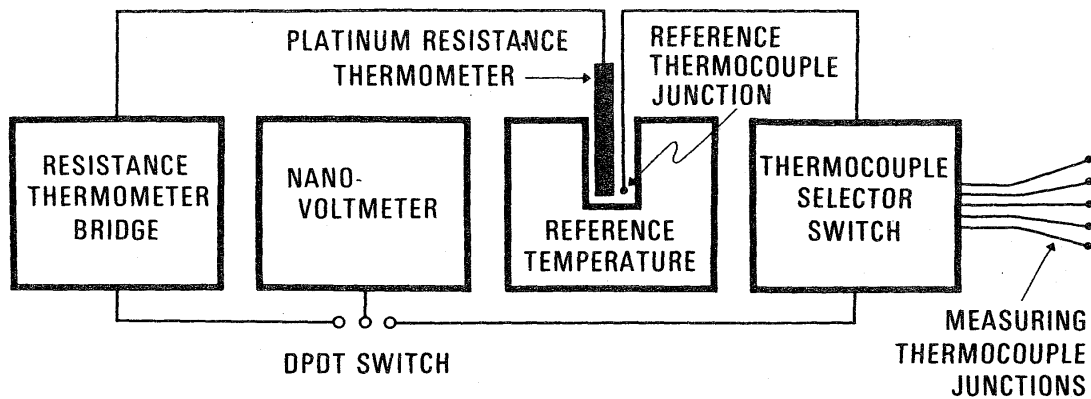 PLATINUM RESISTANCE
THERMOMETER
REFERENCE
THERMOCOUPLE
JUNCTION
RESISTANCE
THERMOMETER
BRIDGE
NANO-
VOLTMETER
REFERENCE
TEMPERATURE
THERMOCOUPLE
SELECTOR
SWITCH
DPDT SWITCH
MEASURING
THERMOCOUPLE
JUNCTIONS